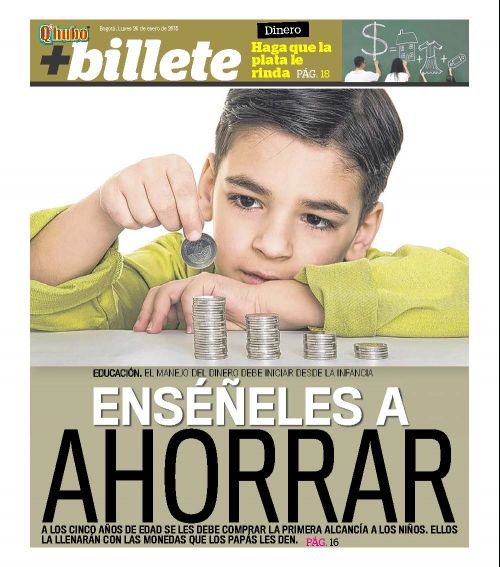 Q'hubo
Bogotá, Lunes 26 de enero de 2015
+billete
Dinero
Haga que la
plata le
rinda PÁG. 18
$
EDUCACIÓN. EL MANEJO DEL DINERO DEBE INICIAR DESDE LA INFANCIA
ENSÉÑELES A
AHORRAR
A LOS CINCO AÑOS DE EDAD SE LES DEBE COMPRAR LA PRIMERA ALCANCÍA A LOS NIÑOS. ELLOS
LA LLENARÁN CON LAS MONEDAS QUE LOS PAPÁS LES DEN. PÁG. 16